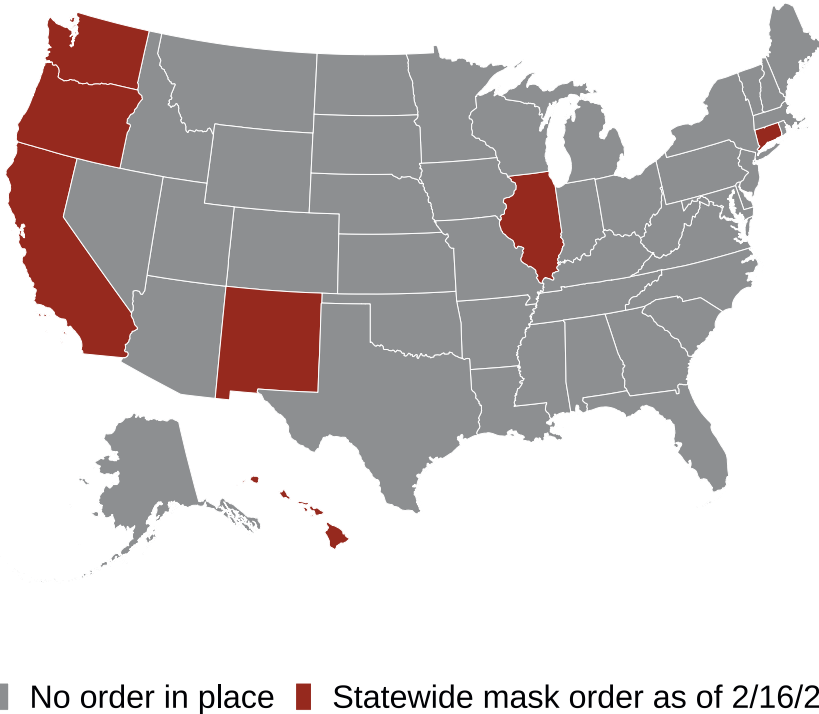 No order in place Statewide mask order as of 2/16/2